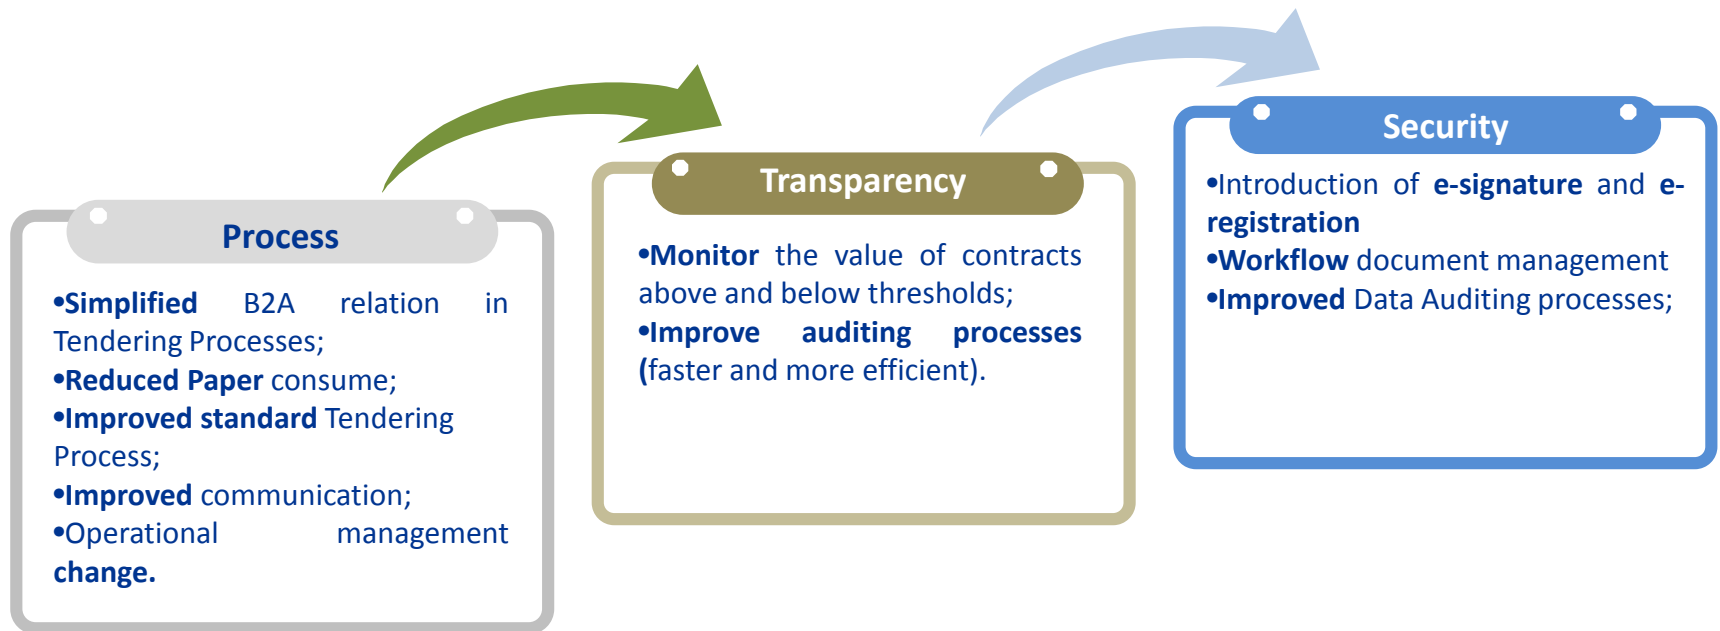 Process
•Simplified B2A relation in
Tendering Processes;
•Reduced Paper consume;
•Improved standard Tendering
Process;
•Improved communication;
•Operational management
change.
Transparency
•Monitor the value of contracts
above and below thresholds;
•Improve auditing processes
(faster and more efficient).
Security
•Introduction of e-signature and e-
registration
•Workflow document management
•Improved Data Auditing processes;